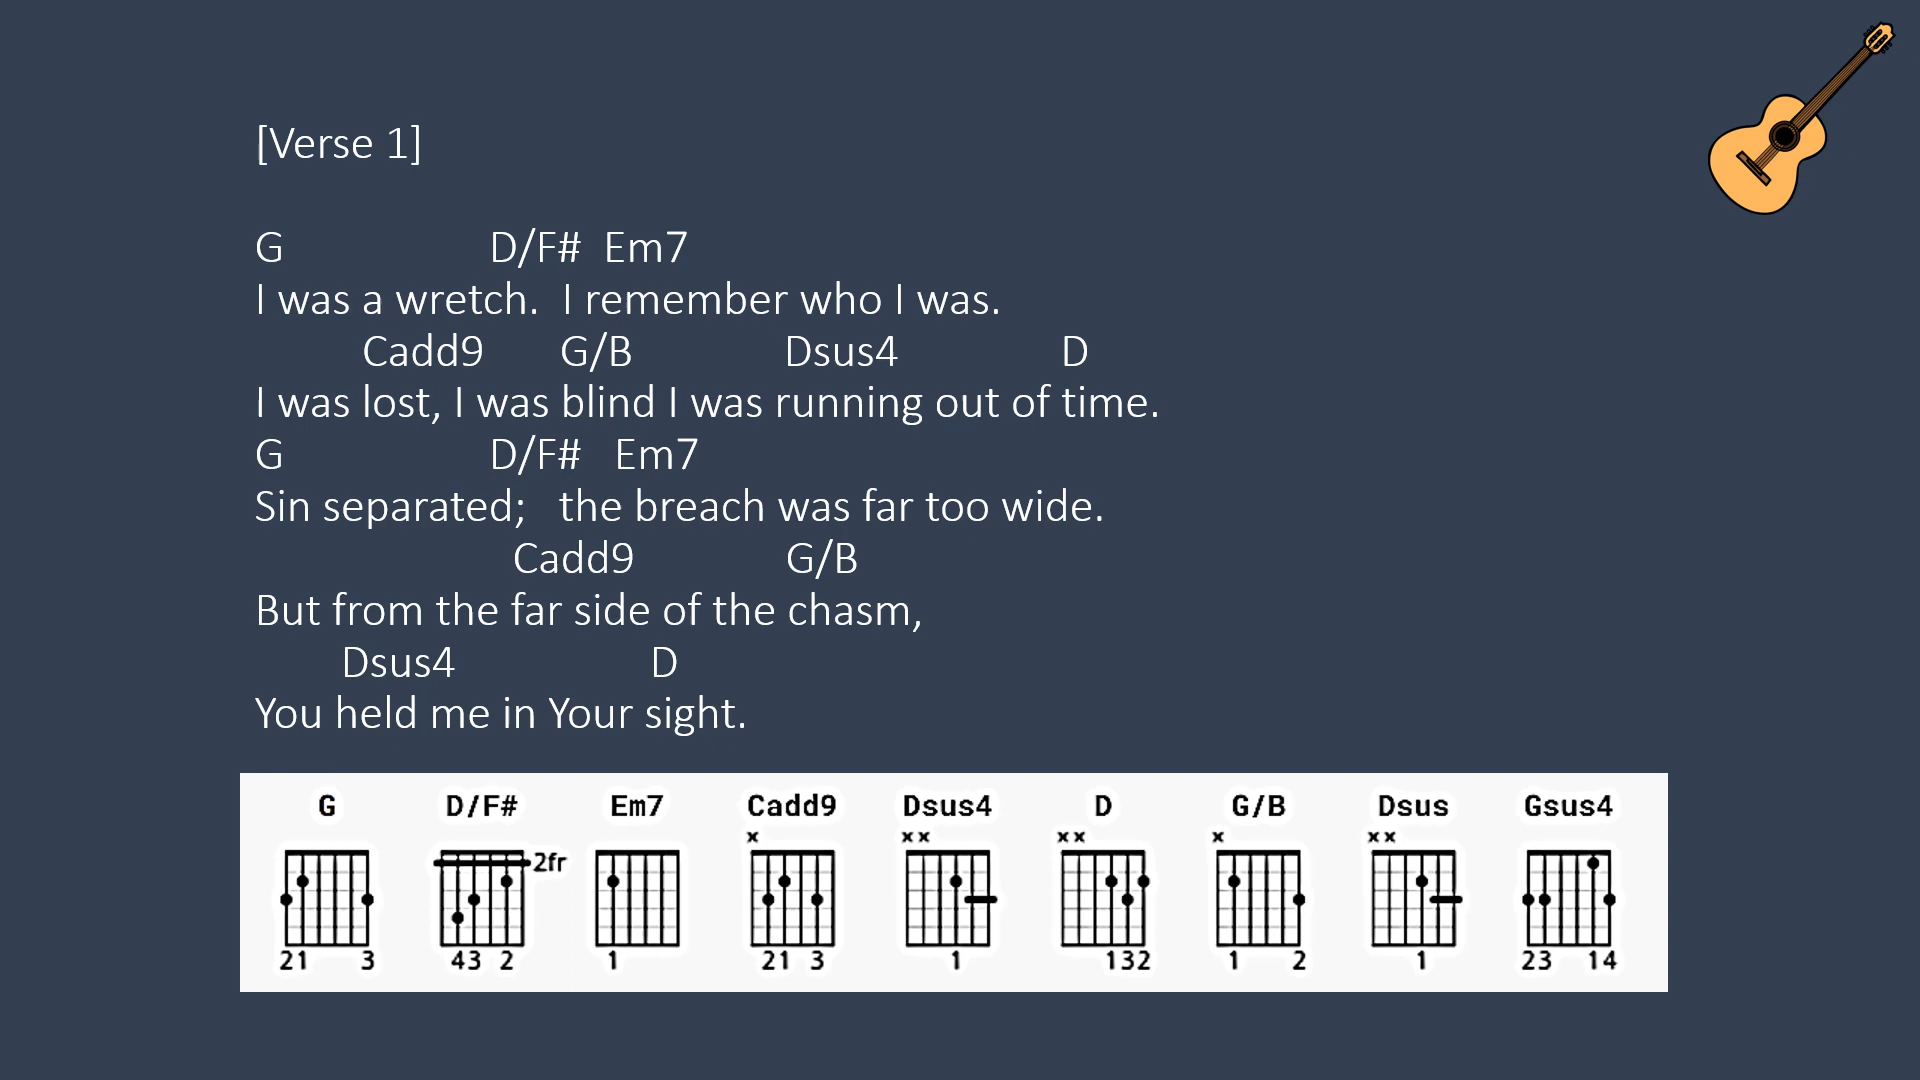 [Verse 1]
G D/F# Em7
I was a wretch. I remember who I was.
Cadd9 G/B Dsus4 D
I was lost, I was blind I was running out of time.
G D/F# Em7
Sin separated; the breach was far too wide.
Cadd9 G/B
But from the far side of the chasm,
Dsus4 D
You held me in Your sight.
G D/F# Em7 Cadd9 Dsus4 D G/B Dsus Gsus4
x xx xx x xx
2fr
21 3 43 2 1 21 3 1 132 1 2 1 23 14